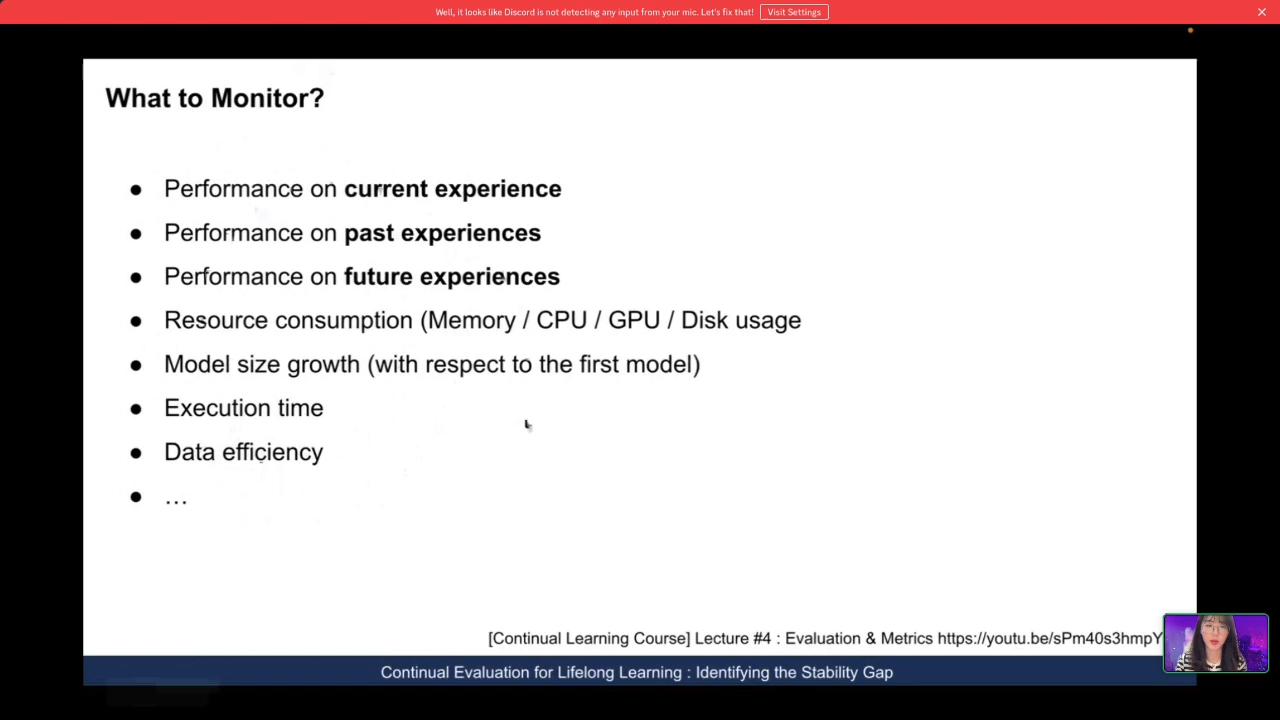 Well, it looks like Discord is not detecting any input from your mic. Let's fix that! Visit Settings
What to Monitor?
● Performance on current experience
● Performance on past experiences
● Performance on future experiences
● Resource consumption (Memory / CPU / GPU / Disk usage
● Model size growth (with respect to the first model)
● Execution time
● Data efficiency
● …
[Continual Learning Course] Lecture #4 : Evaluation & Metrics https://youtu.be/sPm40s3hmpY
Continual Evaluation for Lifelong Learning : Identifying the Stability Gap